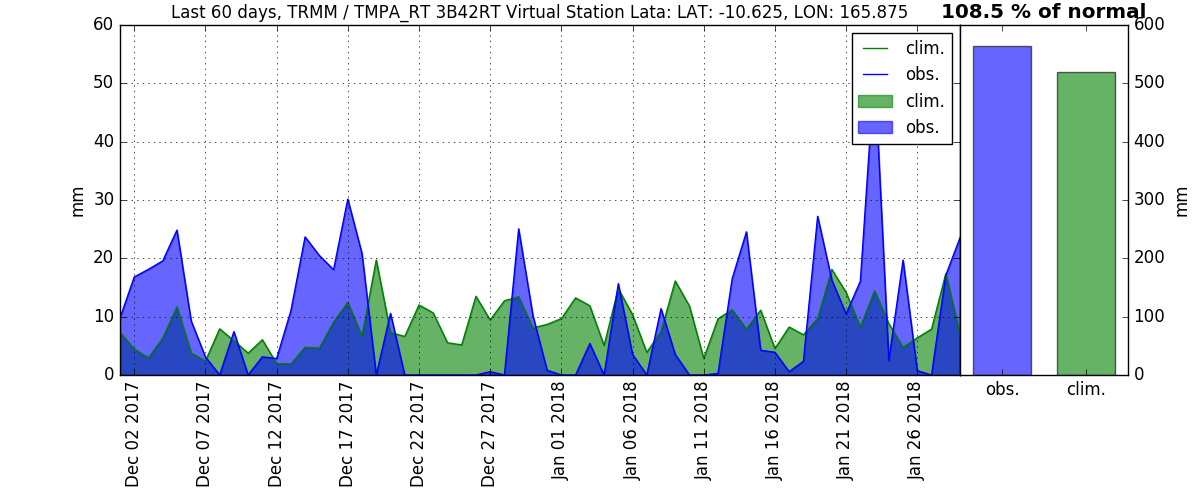 Last 60 days, TRMM / TMPA_RT 3B42RT Virtual Station Lata: LAT: -10.625, LON: 165.875
108.5 % of normal
60
50
40
30
20
10
0
mm
clim.
obs.
clim.
obs.
600
500
400
300
200
100
0
mm
obs.
clim.
Dec 02 2017
Dec 07 2017
Dec 12 2017
Dec 17 2017
Dec 22 2017
Dec 27 2017
Jan 01 2018
Jan 06 2018
Jan 11 2018
Jan 16 2018
Jan 21 2018
Jan 26 2018